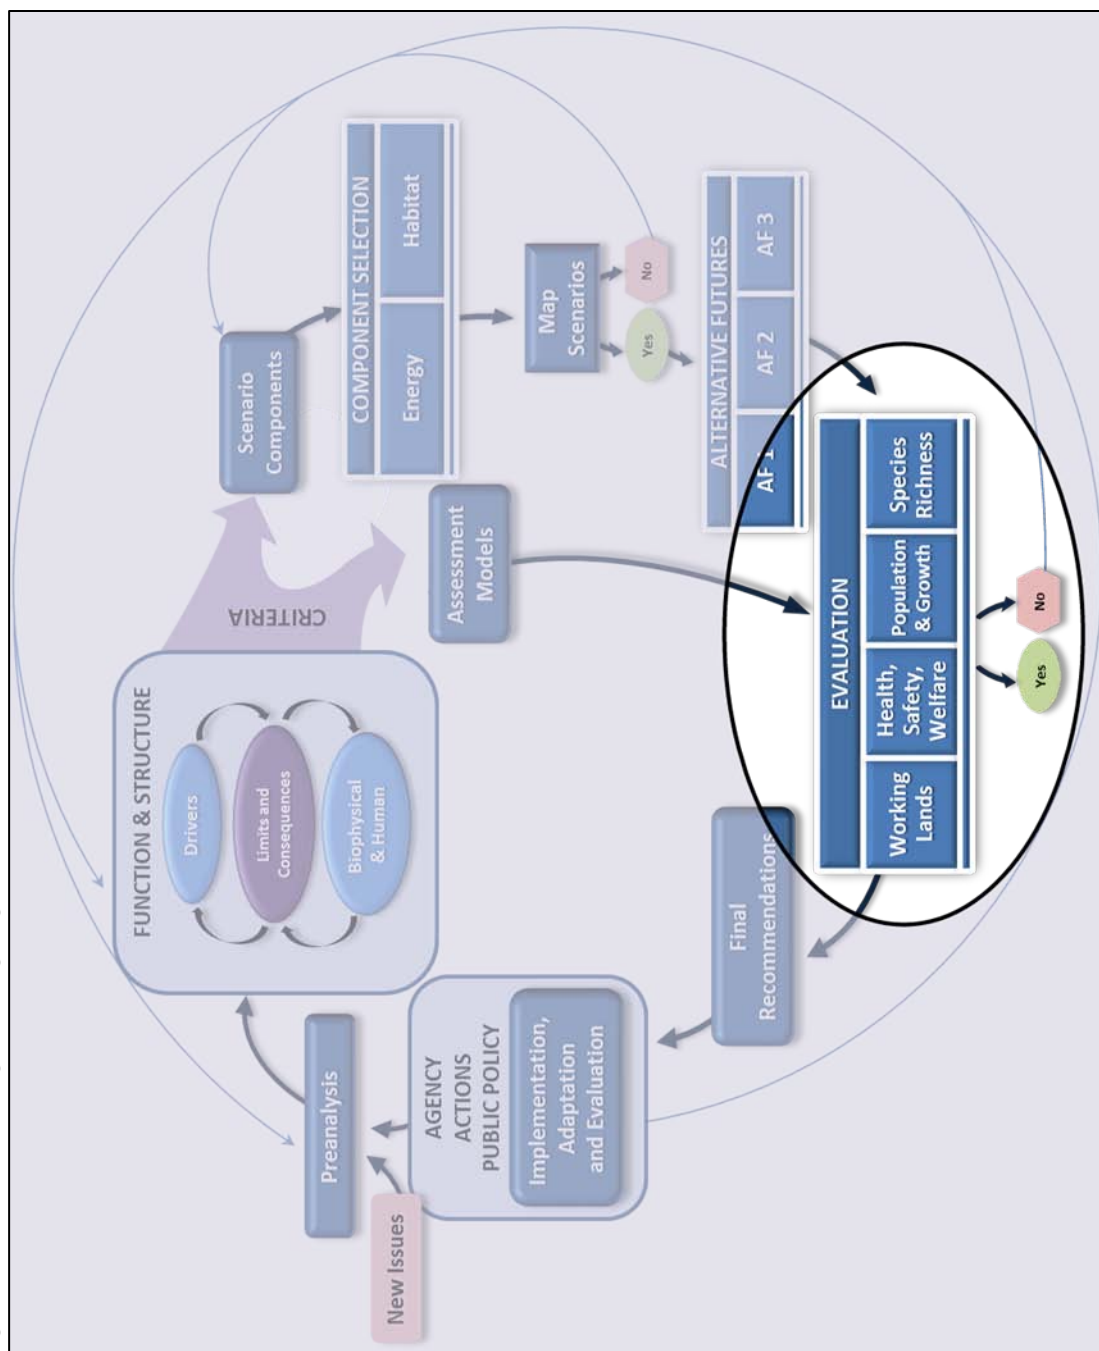 New Issues
Preanalysis
AGENCY
ACTIONS
PUBLIC POLICY
Implementation,
Adaptation
and Evaluation
FUNCTION & STRUCTURE
Drivers
Limits and
Consequences
Biophysical
& Human
CRITERIA
Scenario
Components
Assessment
Models
COMPONENT SELECTION
Energy
Habitat
Map
Scenarios
Yes
No
ALTERNATIVE FUTURES
AF 1
AF 2
AF 3
EVALUATION
Working
Lands
Health,
Safety,
Welfare
Population
& Growth
Species
Richness
Yes
No
Final
Recommendations